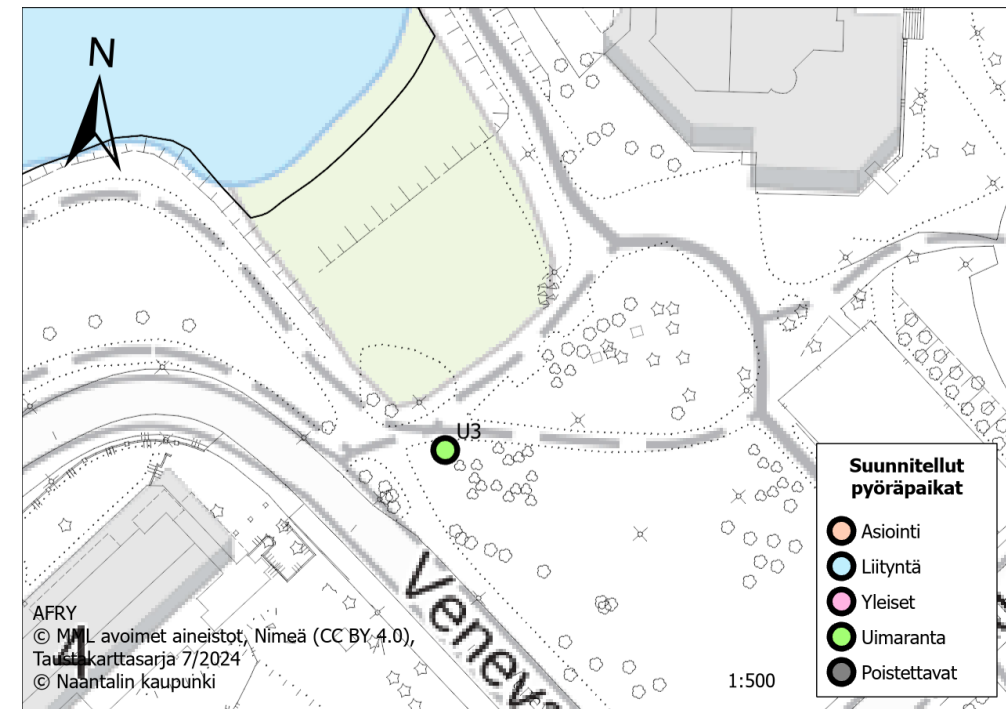 N
U3
Suunnitellut
pyöräpaikat
Asiointi
Liityntä
Yleiset
Uimaranta
Poistettavat
Venev
4
AFRY
© MML avoimet aineistot, Nimeä (CC BY 4.0),
Taustakarttasarja 7/2024
© Naantalin kaupunki
1:500